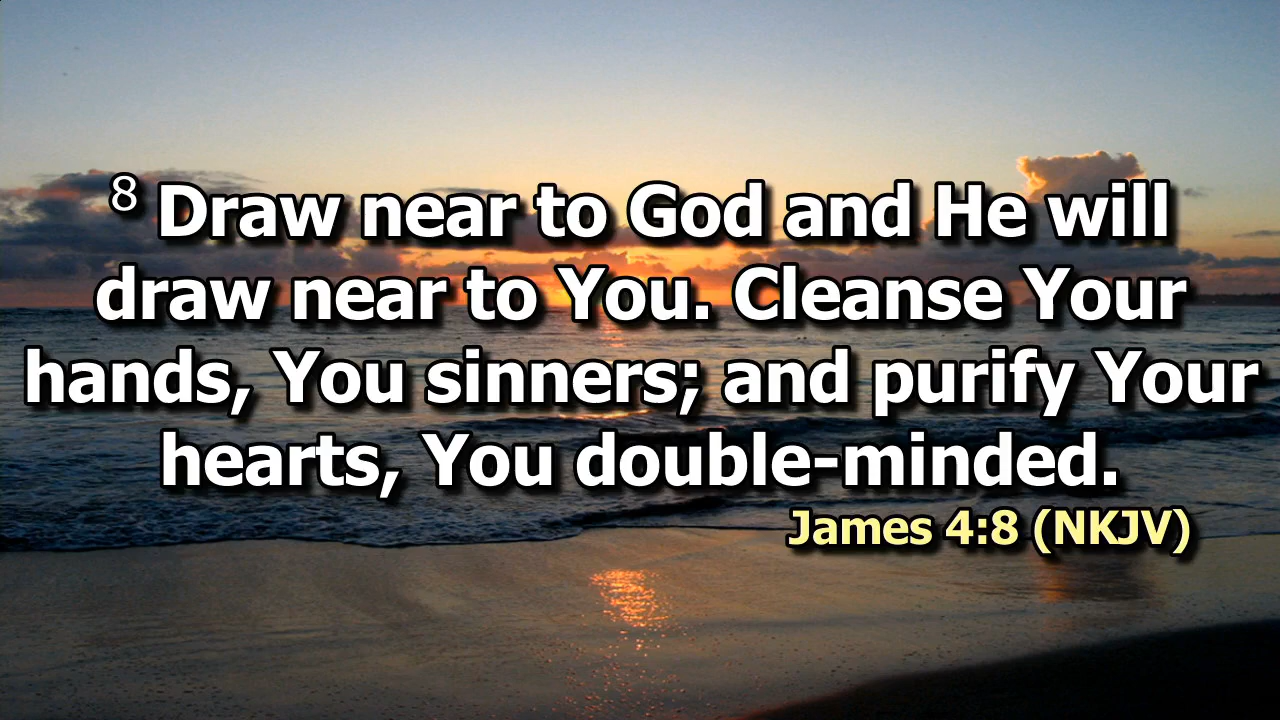 8 Draw near to God and He will
draw near to You. Cleanse Your
hands, You sinners; and purify Your
hearts, You double-minded.
James 4:8 (NKJV)